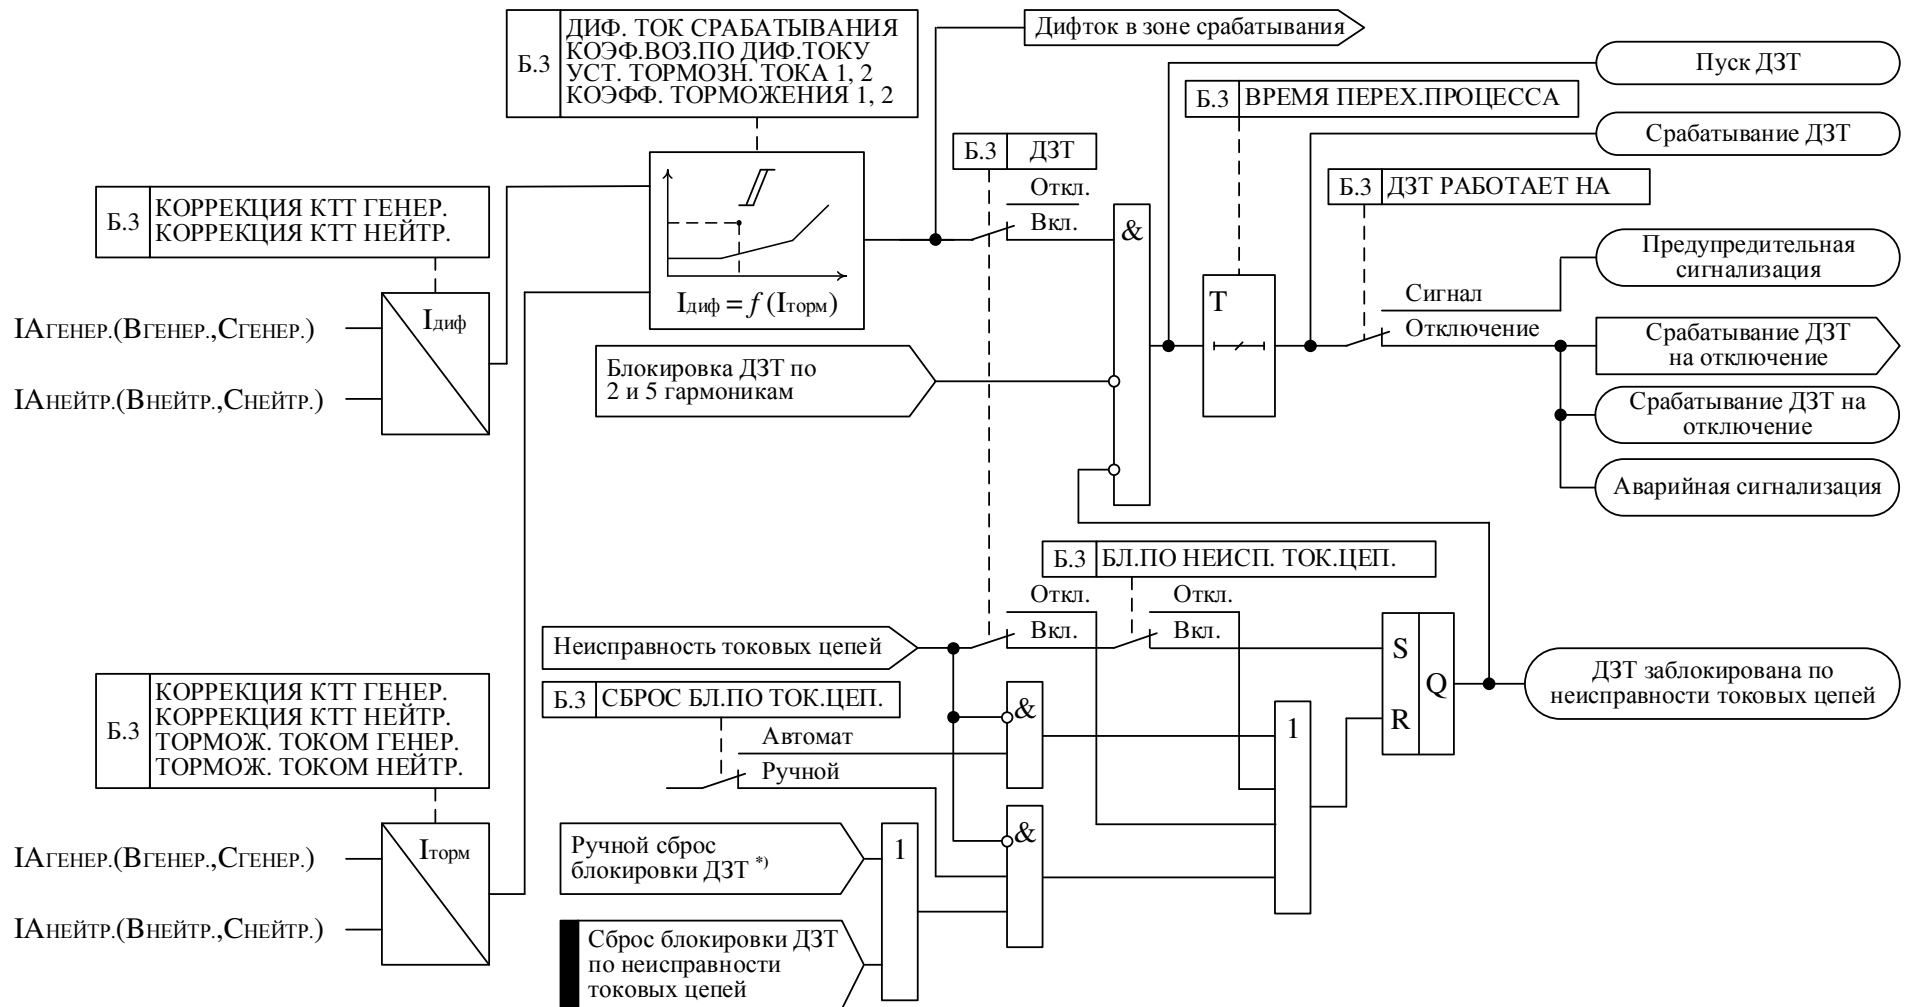 Б.3
ДИФ. ТОК СРАБАТЫВАНИЯ
КОЭФ.ВОЗ.ПО ДИФ.ТОКУ
УСТ. ТОРМОЗН. ТОКА 1, 2
КОЭФФ. ТОРМОЖЕНИЯ 1, 2
Дифток в зоне срабатывания
Пуск ДЗТ
Б.3 ВРЕМЯ ПЕРЕХ.ПРОЦЕССА
Срабатывание ДЗТ
Б.3 ДЗТ
Откл.
Вкл.
Б.3 ДЗТ РАБОТАЕТ НА
Б.3
КОРРЕКЦИЯ КТТ ГЕНЕР.
КОРРЕКЦИЯ КТТ НЕЙТР.
&
Предупредительная
сигнализация
Iдиф = f (Iторм)
T
Сигнал
Отключение
IАГЕНЕР.(ВГЕНЕР.,СГЕНЕР.)
Iдиф
IАНЕЙТР.(ВНЕЙТР.,СНЕЙТР.)
Блокировка ДЗТ по
2 и 5 гармоникам
Срабатывание ДЗТ
на отключение
Срабатывание ДЗТ на
отключение
Аварийная сигнализация
Б.3 БЛ.ПО НЕИСП. ТОК.ЦЕП.
Откл.
Вкл.
Откл.
Вкл.
Неисправность токовых цепей
S
R
Q
ДЗТ заблокирована по
неисправности токовых цепей
Б.3 СБРОС БЛ.ПО ТОК.ЦЕП.
Автомат
Ручной
&
1
Б.3
КОРРЕКЦИЯ КТТ ГЕНЕР.
КОРРЕКЦИЯ КТТ НЕЙТР.
ТОРМОЖ. ТОКОМ ГЕНЕР.
ТОРМОЖ. ТОКОМ НЕЙТР.
IАГЕНЕР.(ВГЕНЕР.,СГЕНЕР.)
Iторм
IАНЕЙТР.(ВНЕЙТР.,СНЕЙТР.)
Ручной сброс
блокировки ДЗТ *)
1
&
Сброс блокировки ДЗТ
по неисправности
токовых цепей